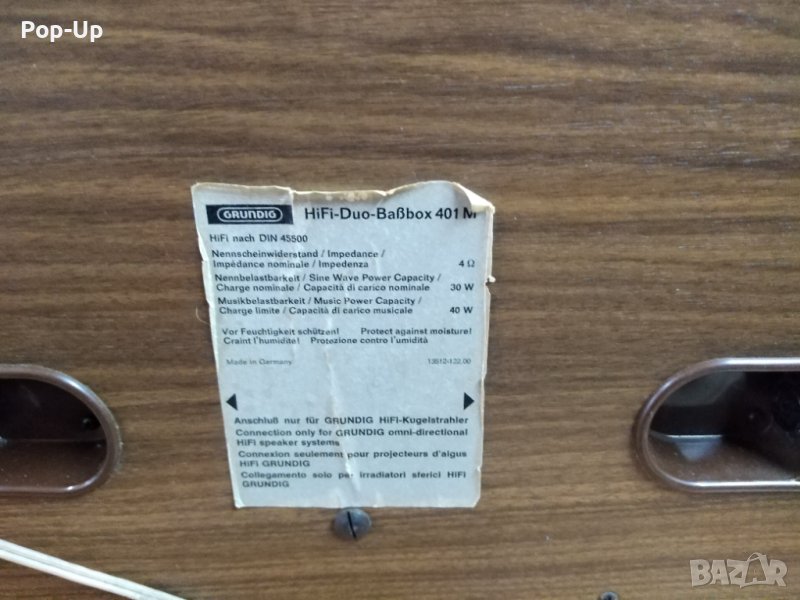 Pop-Up
GRUNDIG HiFi-Duo-Baßbox 401 M
HiFi nach DIN 45500
Nennscheinwiderstand / Impedance /
Impédance nominale / Impedenza 4 Ω
Nennbelastbarkeit / Sine Wave Power Capacity /
Charge nominale / Capacità di carico nominale 30 W
Musikbelastbarkeit / Music Power Capacity /
Charge limite / Capacità di carico musicale 40 W
Vor Feuchtigkeit schützen! Protect against moisture!
Craint l'humidité! Protezione contro l'umidità
Made in Germany 13512-122.00
Anschluß nur für GRUNDIG HiFi-Kugelstrahler
Connection only for GRUNDIG omni-directional
HiFi speaker systems
Connexion seulement pour projecteurs d'aigus
HiFi GRUNDIG
Collegamento solo per irradiatori sferici HiFi
GRUNDIG
BAZAR